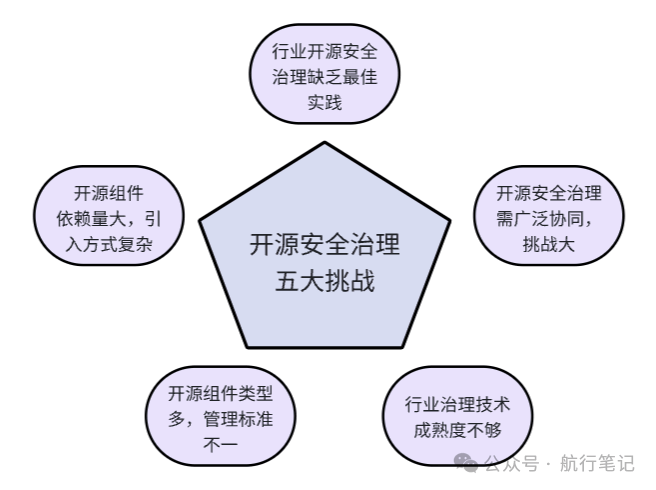 行业开源安全
治理缺乏最佳
实践
开源组件
依赖量大，引
入方式复杂
开源安全治理
需广泛协同，
挑战大
开源安全治理
五大挑战
开源组件类型
多，管理标准
不一
行业治理技术
成熟度不够
公众号 · 航行笔记